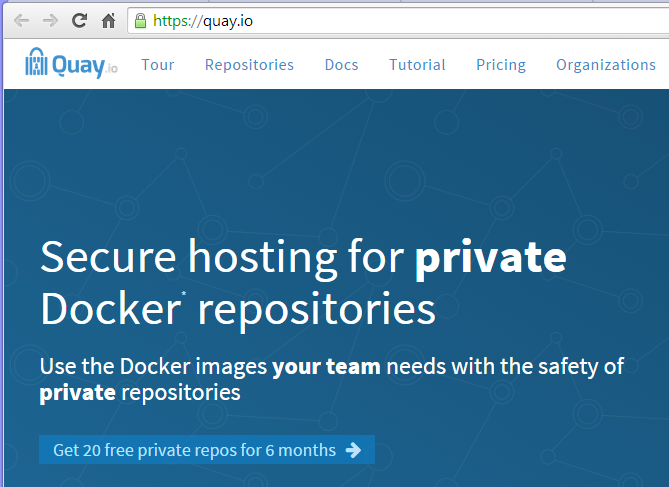 https://quay.io
Quay.io Tour Repositories Docs Tutorial Pricing Organizations
Secure hosting for private
Docker* repositories
Use the Docker images your team needs with the safety of
private repositories
Get 20 free private repos for 6 months